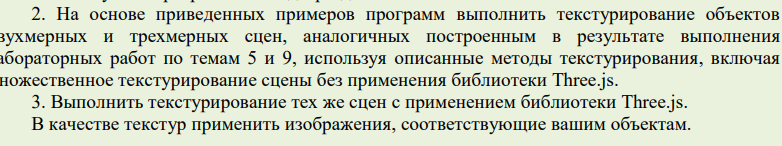 2. На основе приведенных примеров программ выполнить текстурирование объектов
вухмерных и трехмерных сцен, аналогичных построенным в результате выполнения
абораторных работ по темам 5 и 9, используя описанные методы текстурирования, включая
ножественное текстурирование сцены без применения библиотеки Three.js.
3. Выполнить текстурирование тех же сцен с применением библиотеки Three.js.
В качестве текстур применить изображения, соответствующие вашим объектам.